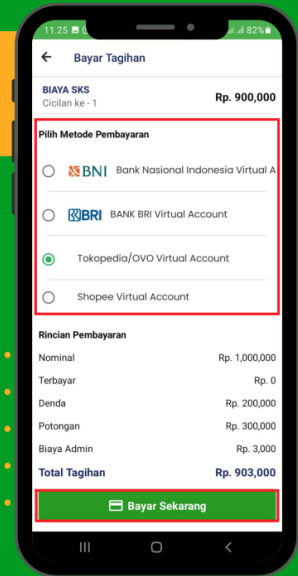 11.25
82%
Bayar Tagihan
BIAYA SKS
Cicilan ke - 1
Rp. 900,000
Pilih Metode Pembayaran
BNI Bank Nasional Indonesia Virtual A
BRI BANK BRI Virtual Account
Tokopedia/OVO Virtual Account
Shopee Virtual Account
Rincian Pembayaran
Nominal Rp. 1,000,000
Terbayar Rp. 0
Denda Rp. 200,000
Potongan Rp. 300,000
Biaya Admin Rp. 3,000
Total Tagihan Rp. 903,000
Bayar Sekarang